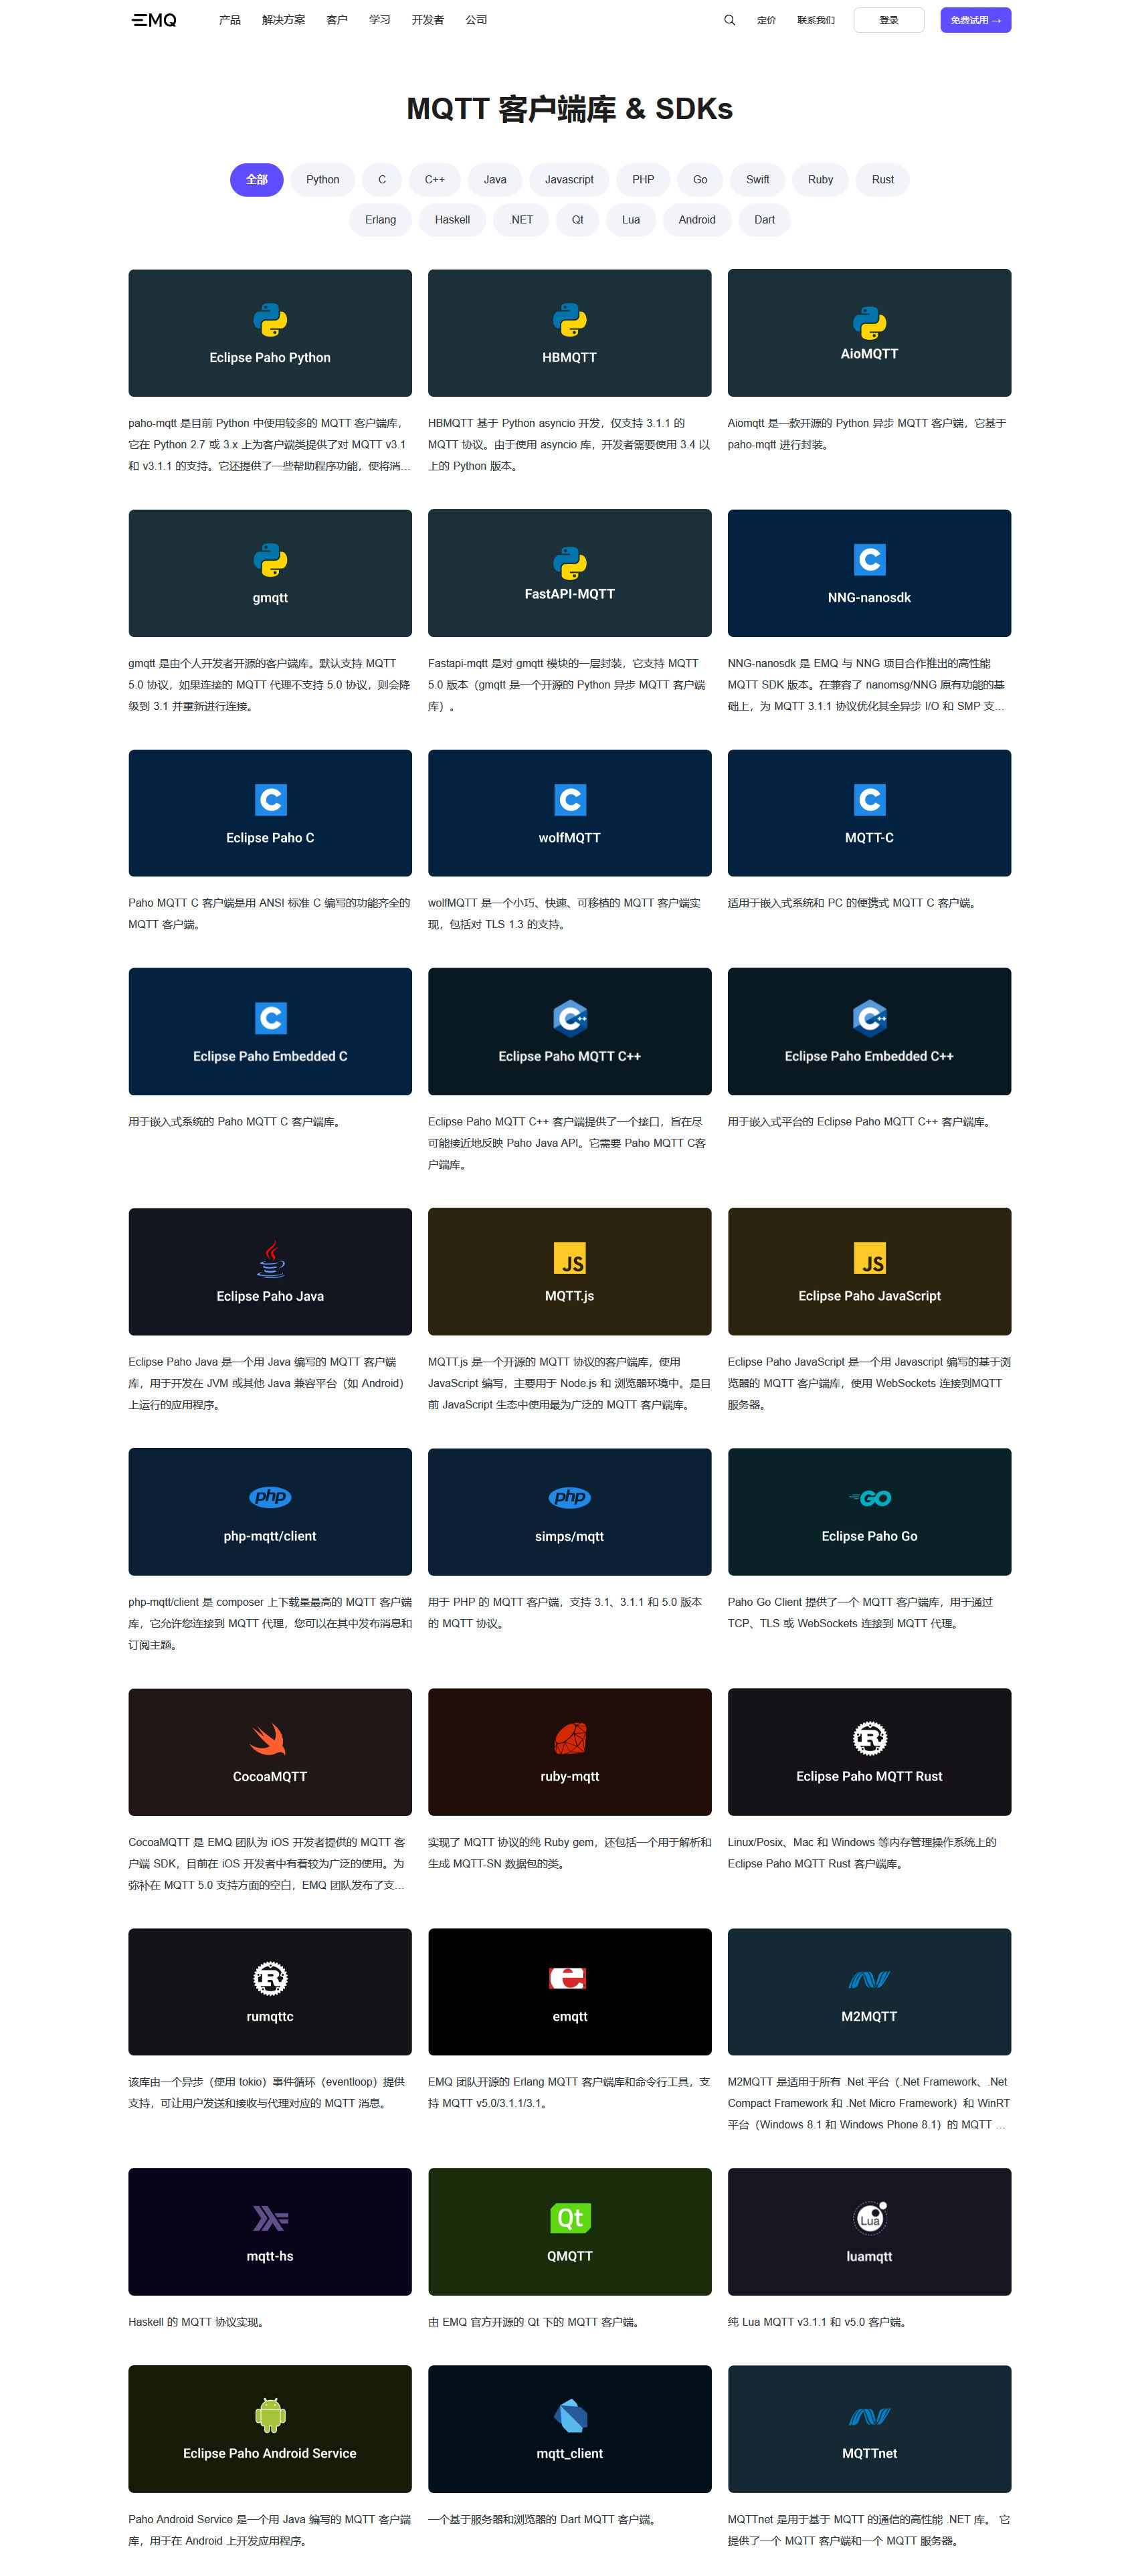 EMQ 产品 解决方案 客户 学习 开发者 公司 定价 联系我们 登录 免费试用 →
MQTT 客户端库 & SDKs
全部 Python C C++ Java Javascript PHP Go Swift Ruby Rust
Erlang Haskell .NET Qt Lua Android Dart
Eclipse Paho Python
paho-mqtt 是目前 Python 中使用较多的 MQTT 客户端库，
它在 Python 2.7 或 3.x 上为客户端类提供了对 MQTT v3.1
和 v3.1.1 的支持。它还提供了一些帮助程序功能，使将消...
HBMQTT
HBMQTT 基于 Python asyncio 开发，仅支持 3.1.1 的
MQTT 协议。由于使用 asyncio 库，开发者需要使用 3.4 以
上的 Python 版本。
AioMQTT
Aiomqtt 是一款开源的 Python 异步 MQTT 客户端，它基于
paho-mqtt 进行封装。
gmqtt
gmqtt 是由个人开发者开源的客户端库。默认支持 MQTT
5.0 协议，如果连接的 MQTT 代理不支持 5.0 协议，则会降
级到 3.1 并重新进行连接。
FastAPI-MQTT
Fastapi-mqtt 是对 gmqtt 模块的一层封装，它支持 MQTT
5.0 版本（gmqtt 是一个开源的 Python 异步 MQTT 客户端
库）。
C
NNG-nanosdk
NNG-nanosdk 是 EMQ 与 NNG 项目合作推出的高性能
MQTT SDK 版本。在兼容了 nanomsg/NNG 原有功能的基
础上，为 MQTT 3.1.1 协议优化其全异步 I/O 和 SMP 支...
C
Eclipse Paho C
Paho MQTT C 客户端是用 ANSI 标准 C 编写的功能齐全的
MQTT 客户端。
C
wolfMQTT
wolfMQTT 是一个小巧、快速、可移植的 MQTT 客户端实
现，包括对 TLS 1.3 的支持。
C
MQTT-C
适用于嵌入式系统和 PC 的便携式 MQTT C 客户端。
C
Eclipse Paho Embedded C
用于嵌入式系统的 Paho MQTT C 客户端库。
C++
Eclipse Paho MQTT C++
Eclipse Paho MQTT C++ 客户端提供了一个接口，旨在尽
可能接近地反映 Paho Java API。它需要 Paho MQTT C客
户端库。
C++
Eclipse Paho Embedded C++
用于嵌入式平台的 Eclipse Paho MQTT C++ 客户端库。
Eclipse Paho Java
Eclipse Paho Java 是一个用 Java 编写的 MQTT 客户端
库，用于开发在 JVM 或其他 Java 兼容平台（如 Android）
上运行的应用程序。
JS
MQTT.js
MQTT.js 是一个开源的 MQTT 协议的客户端库，使用
JavaScript 编写，主要用于 Node.js 和 浏览器环境中。是目
前 JavaScript 生态中使用最为广泛的 MQTT 客户端库。
JS
Eclipse Paho JavaScript
Eclipse Paho JavaScript 是一个用 Javascript 编写的基于浏
览器的 MQTT 客户端库，使用 WebSockets 连接到MQTT
服务器。
php
php-mqtt/client
php-mqtt/client 是 composer 上下载量最高的 MQTT 客户端
库，它允许您连接到 MQTT 代理，您可以在其中发布消息和
订阅主题。
php
simps/mqtt
用于 PHP 的 MQTT 客户端，支持 3.1、3.1.1 和 5.0 版本
的 MQTT 协议。
GO
Eclipse Paho Go
Paho Go Client 提供了一个 MQTT 客户端库，用于通过
TCP、TLS 或 WebSockets 连接到 MQTT 代理。
CocoaMQTT
CocoaMQTT 是 EMQ 团队为 iOS 开发者提供的 MQTT 客
户端 SDK，目前在 iOS 开发者中有着较为广泛的使用。为
弥补在 MQTT 5.0 支持方面的空白，EMQ 团队发布了支...
ruby-mqtt
实现了 MQTT 协议的纯 Ruby gem，还包括一个用于解析和
生成 MQTT-SN 数据包的类。
R
Eclipse Paho MQTT Rust
Linux/Posix、Mac 和 Windows 等内存管理操作系统上的
Eclipse Paho MQTT Rust 客户端库。
R
rumqttc
该库由一个异步（使用 tokio）事件循环（eventloop）提供
支持，可让用户发送和接收与代理对应的 MQTT 消息。
e
emqtt
EMQ 团队开源的 Erlang MQTT 客户端库和命令行工具，支
持 MQTT v5.0/3.1.1/3.1。
M2MQTT
M2MQTT 是适用于所有 .Net 平台（.Net Framework、.Net
Compact Framework 和 .Net Micro Framework）和 WinRT
平台（Windows 8.1 和 Windows Phone 8.1）的 MQTT ...
mqtt-hs
Haskell 的 MQTT 协议实现。
Qt
QMQTT
由 EMQ 官方开源的 Qt 下的 MQTT 客户端。
Lua
luamqtt
纯 Lua MQTT v3.1.1 和 v5.0 客户端。
Eclipse Paho Android Service
Paho Android Service 是一个用 Java 编写的 MQTT 客户端
库，用于在 Android 上开发应用程序。
mqtt_client
一个基于服务器和浏览器的 Dart MQTT 客户端。
MQTTnet
MQTTnet 是用于基于 MQTT 的通信的高性能 .NET 库。 它
提供了一个 MQTT 客户端和一个 MQTT 服务器。